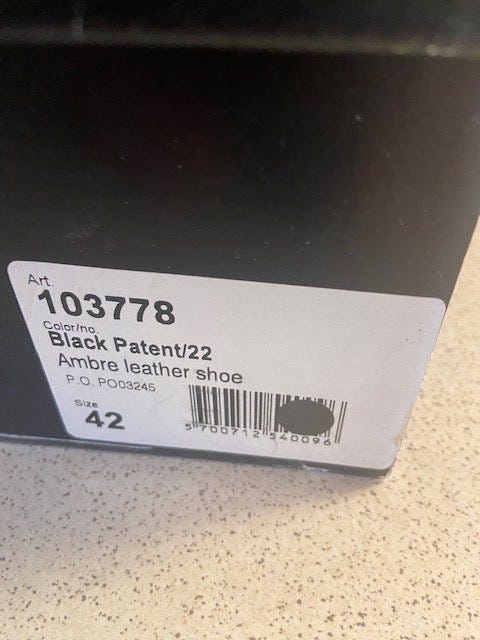 Art.
103778
Color/no.
Black Patent/22
Ambre leather shoe
P.O. PO03245
Size
42
5 700712 540096